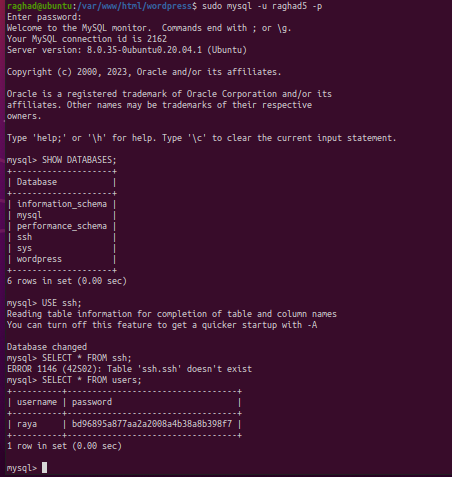 raghad@ubuntu:/var/www/html/wordpress$ sudo mysql -u raghad5 -p
Enter password:
Welcome to the MySQL monitor.  Commands end with ; or \g.
Your MySQL connection id is 2162
Server version: 8.0.35-0ubuntu0.20.04.1 (Ubuntu)

Copyright (c) 2000, 2023, Oracle and/or its affiliates.

Oracle is a registered trademark of Oracle Corporation and/or its
affiliates. Other names may be trademarks of their respective
owners.

Type 'help;' or '\h' for help. Type '\c' to clear the current input statement.

mysql> SHOW DATABASES;
+--------------------+
| Database           |
+--------------------+
| information_schema |
| mysql              |
| performance_schema |
| ssh                |
| sys                |
| wordpress          |
+--------------------+
6 rows in set (0.00 sec)

mysql> USE ssh;
Reading table information for completion of table and column names
You can turn off this feature to get a quicker startup with -A

Database changed
mysql> SELECT * FROM ssh;
ERROR 1146 (42S02): Table 'ssh.ssh' doesn't exist
mysql> SELECT * FROM users;
+----------+----------------------------------+
| username | password                         |
+----------+----------------------------------+
| raya     | bd96895a877aa2a2008a4b38a8b398f7 |
+----------+----------------------------------+
1 row in set (0.00 sec)

mysql>